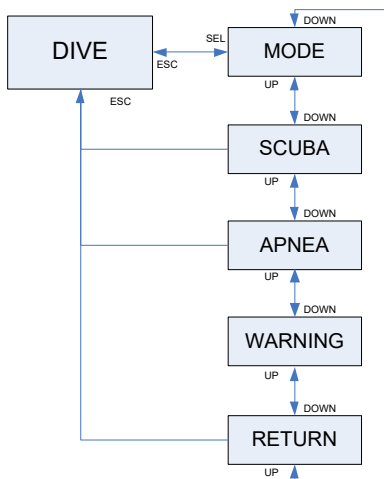 DOWN
DIVE
SEL
MODE
ESC
UP
ESC
DOWN
SCUBA
UP
DOWN
APNEA
UP
DOWN
WARNING
UP
DOWN
RETURN
UP